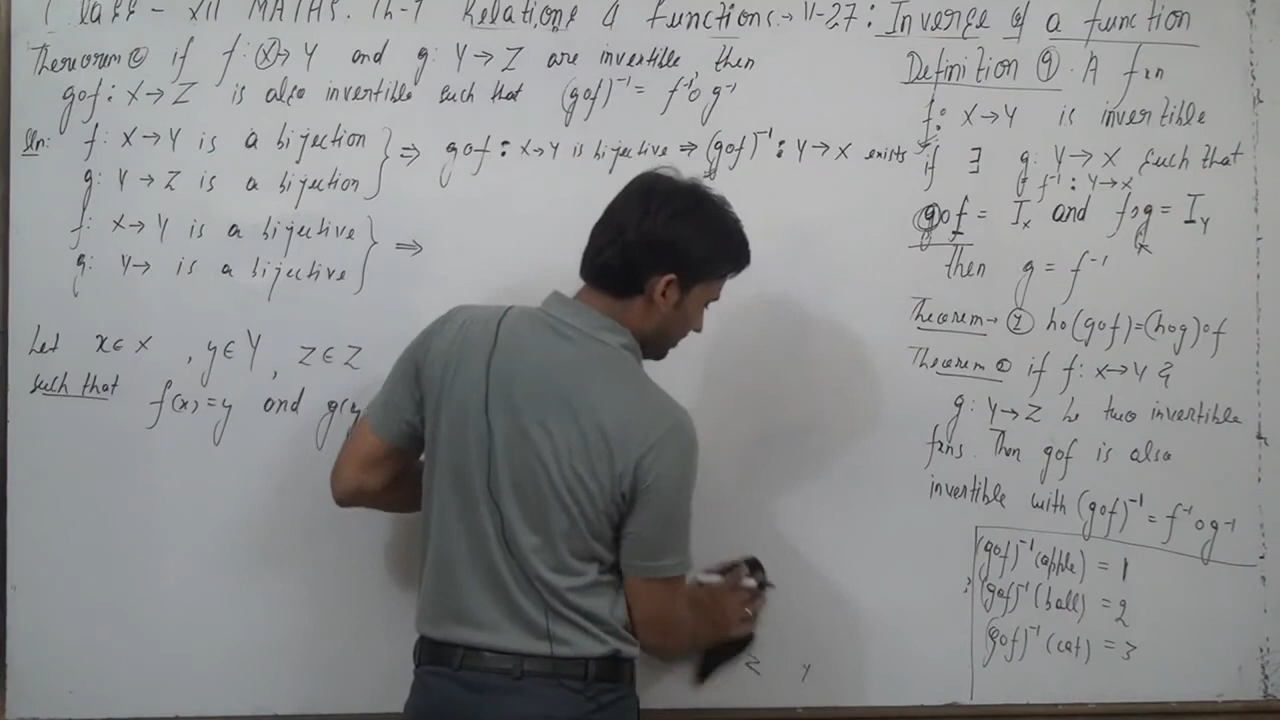 Class - XII MATHS. Ch-1 Relations & functions → V-27 : Inverse of a function
Theorem ② if f: X → Y and g: Y → Z are invertible then
gof : X → Z is also invertible such that (gof)⁻¹ = f⁻¹o g⁻¹
Sln: f: X → Y is a bijection
g: Y → Z is a bijection
⇒ gof : X → Y is bijective ⇒ (gof)⁻¹ : Y → X exists
f: X → Y is a bijective
g: Y → is a bijective
⇒
Let x ∈ X , y ∈ Y , z ∈ Z
such that f(x) = y and g(y
Z Y
Definition ⑨ . A fxn
f: X → Y is invertible
if ∃ g: Y → X such that
f⁻¹ : Y → X
gof = Iₓ and fog = I_Y
then g = f⁻¹
Theorem → ① ho(gof) = (hog)of
Theorem ② if f: X → Y &
g: Y → Z be two invertible
fxns. Then gof is also
invertible with (gof)⁻¹ = f⁻¹og⁻¹
(gof)⁻¹ (apple) = 1
(gof)⁻¹ (ball) = 2
(gof)⁻¹ (cat) = 3